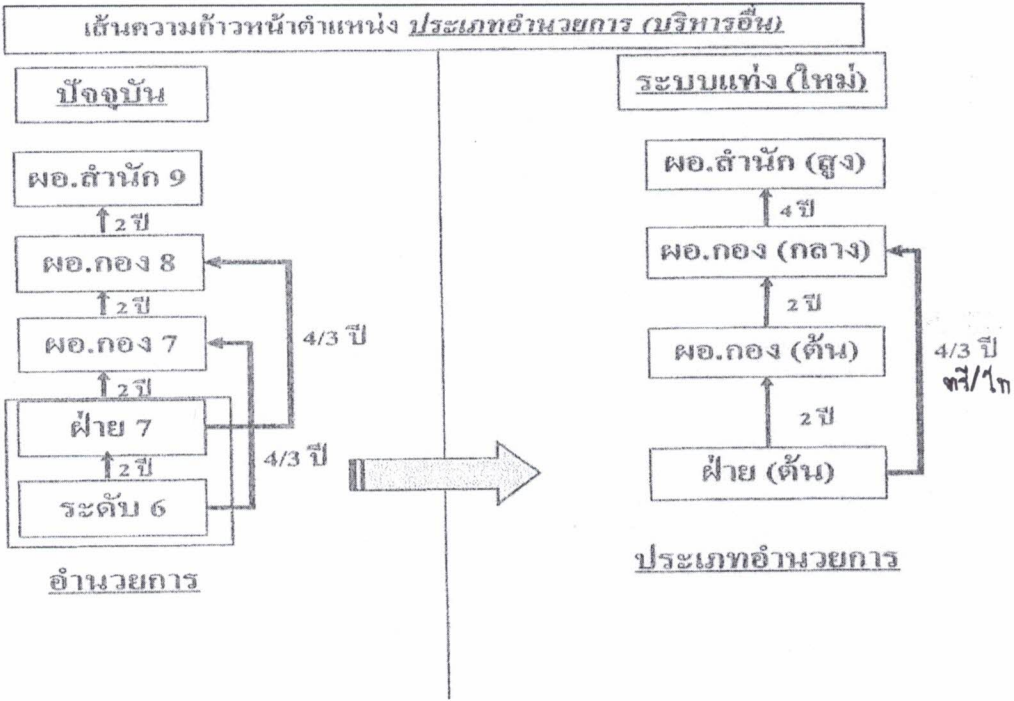 เส้นความก้าวหน้าตำแหน่ง ประเภทอำนวยการ (บริหารอื่น)
ปัจจุบัน
ผอ.สำนัก 9
2 ปี
ผอ.กอง 8
2 ปี
ผอ.กอง 7
2 ปี
ฝ่าย 7
2 ปี
ระดับ 6
4/3 ปี
4/3 ปี
อำนวยการ
ระบบแท่ง (ใหม่)
ผอ.สำนัก (สูง)
4 ปี
ผอ.กอง (กลาง)
2 ปี
ผอ.กอง (ต้น)
2 ปี
ฝ่าย (ต้น)
4/3 ปี
ประเภทอำนวยการ